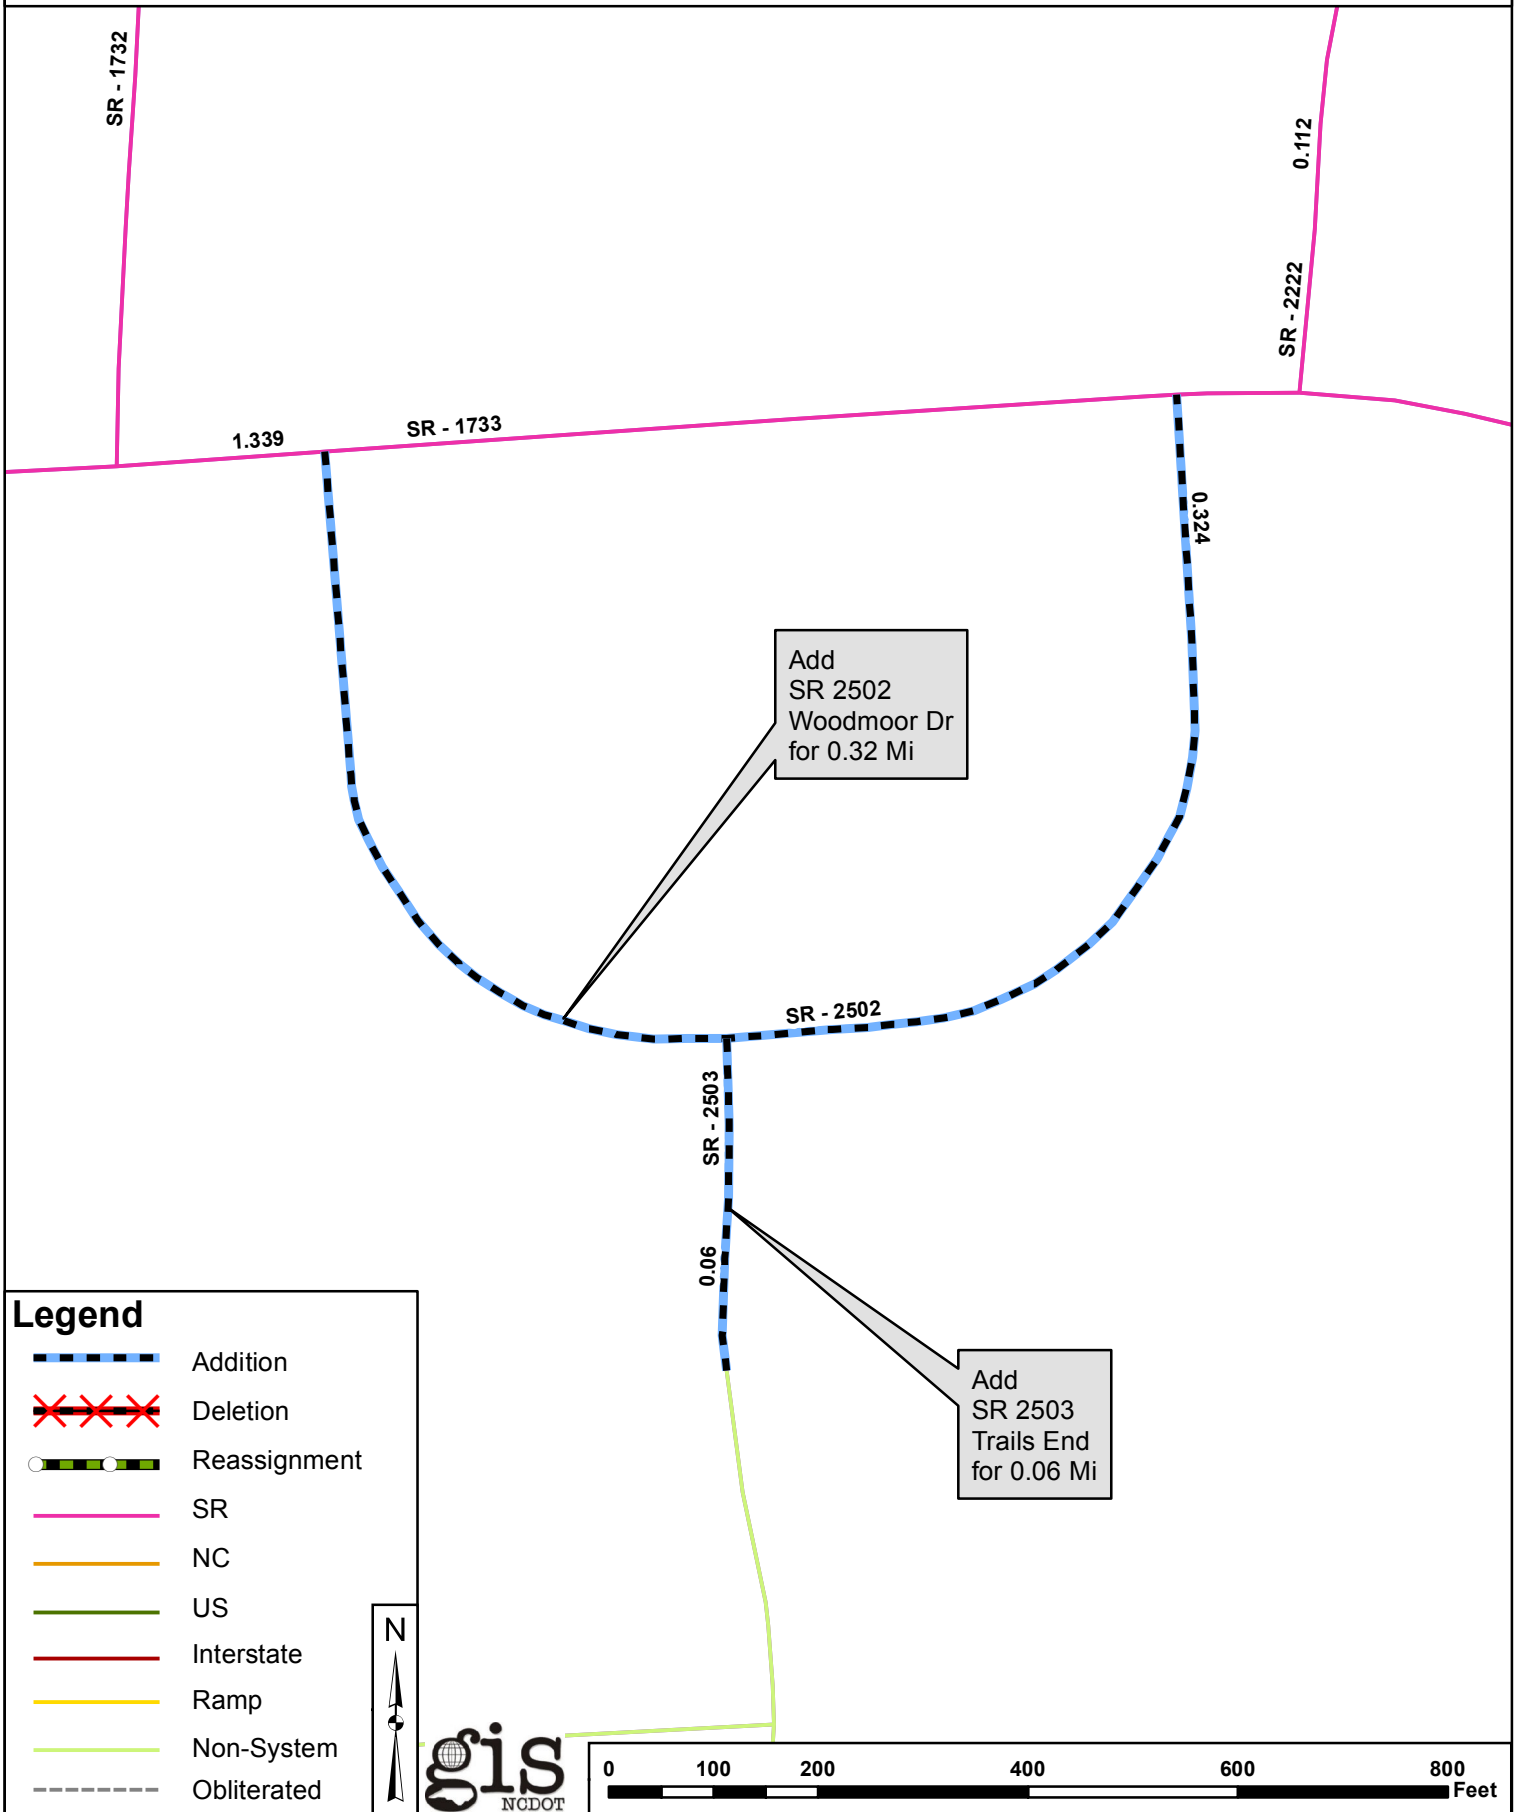 SR - 1732
0.112
SR - 2222
1.339
SR - 1733
0.324
Add
SR 2502
Woodmoor Dr
for 0.32 Mi
SR - 2502
SR - 2503
0.06
Add
SR 2503
Trails End
for 0.06 Mi
Legend
Addition
Deletion
Reassignment
SR
NC
US
Interstate
Ramp
Non-System
Obliterated
N
gis
NCDOT
0 100 200 400 600 800
Feet